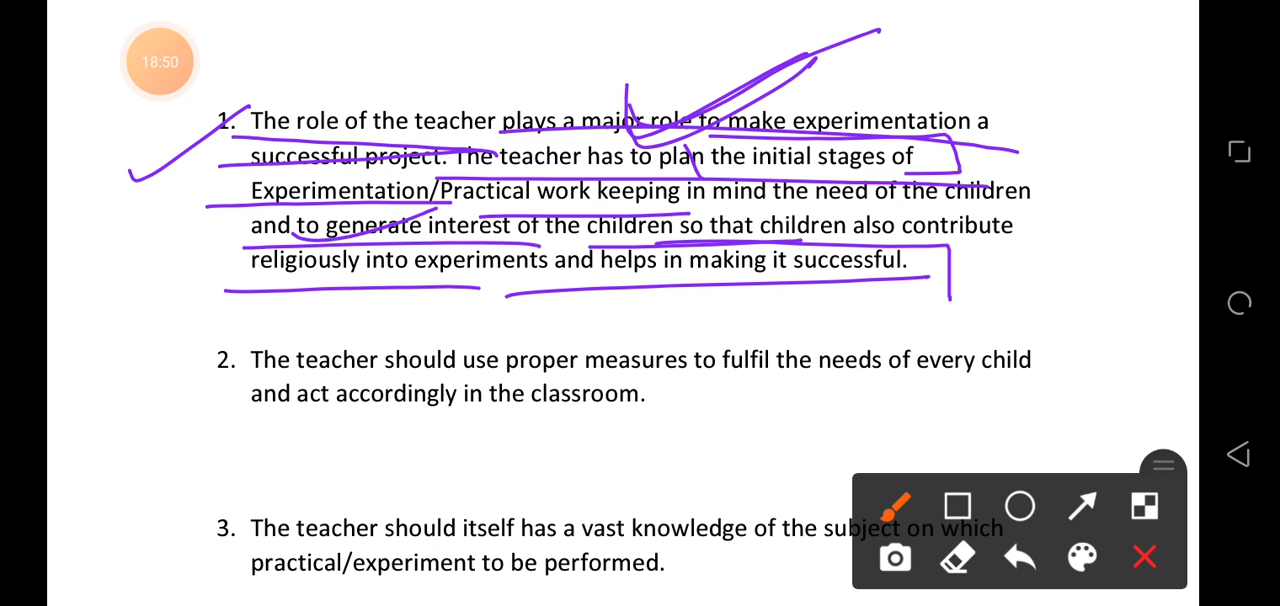 18:50
1. The role of the teacher plays a major role to make experimentation a
successful project. The teacher has to plan the initial stages of
Experimentation/Practical work keeping in mind the need of the children
and to generate interest of the children so that children also contribute
religiously into experiments and helps in making it successful.
2. The teacher should use proper measures to fulfil the needs of every child
and act accordingly in the classroom.
3. The teacher should itself has a vast knowledge of the subject on which
practical/experiment to be performed.